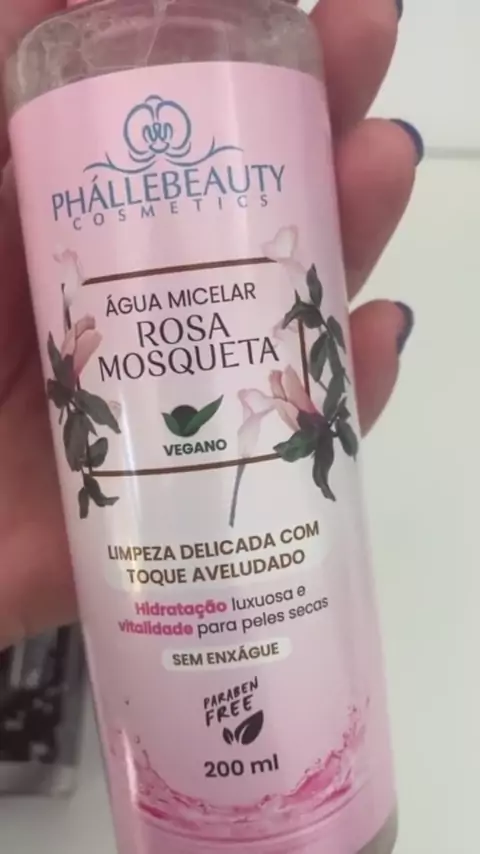 PHÁLLEBEAUTY
COSMETICS
ÁGUA MICELAR
ROSA
MOSQUETA
VEGANO
LIMPEZA DELICADA COM
TOQUE AVELUDADO
Hidratação luxuosa e
vitalidade para peles secas
SEM ENXÁGUE
PARABEN
FREE
200 ml